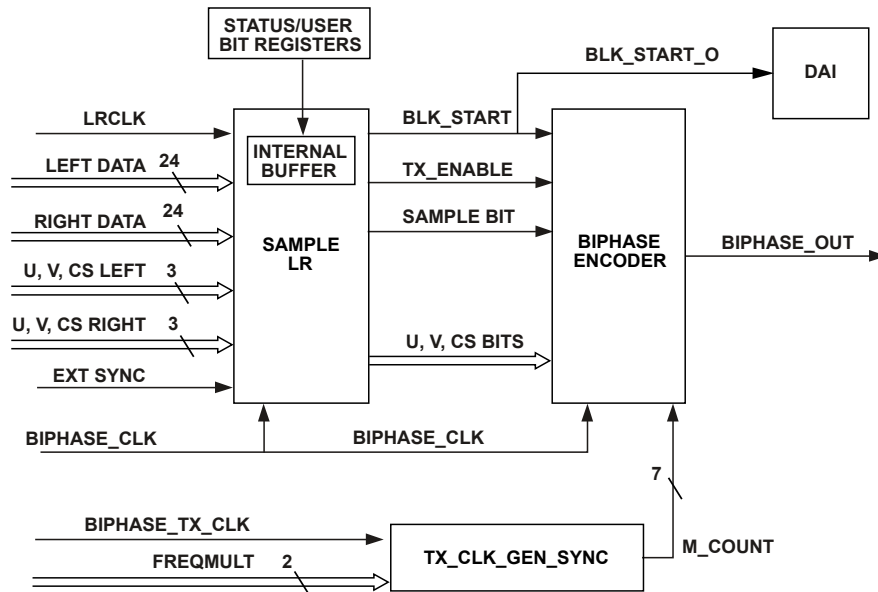 STATUS/USER
BIT REGISTERS
BLK_START_O
DAI
LRCLK
BLK_START
INTERNAL
BUFFER
LEFT DATA 24
TX_ENABLE
RIGHT DATA 24
SAMPLE BIT
SAMPLE
LR
BIPHASE
ENCODER
BIPHASE_OUT
U, V, CS LEFT 3
U, V, CS RIGHT 3
U, V, CS BITS
EXT SYNC
BIPHASE_CLK
BIPHASE_CLK
7
BIPHASE_TX_CLK
M_COUNT
FREQMULT 2
TX_CLK_GEN_SYNC